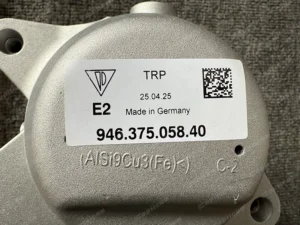 TRP
25.04.25
E2
Made in Germany
946.375.058.40
(AlSi9Cu3(Fe)<)
C-2